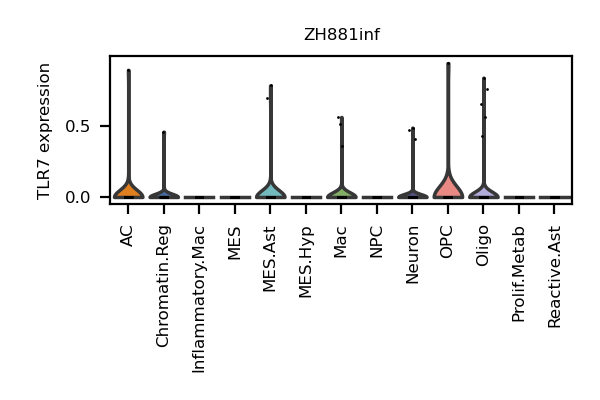 ZH881inf
TLR7 expression
0.5
0.0
AC
Chromatin.Reg
Inflammatory.Mac
MES
MES.Ast
MES.Hyp
Mac
NPC
Neuron
OPC
Oligo
Prolif.Metab
Reactive.Ast